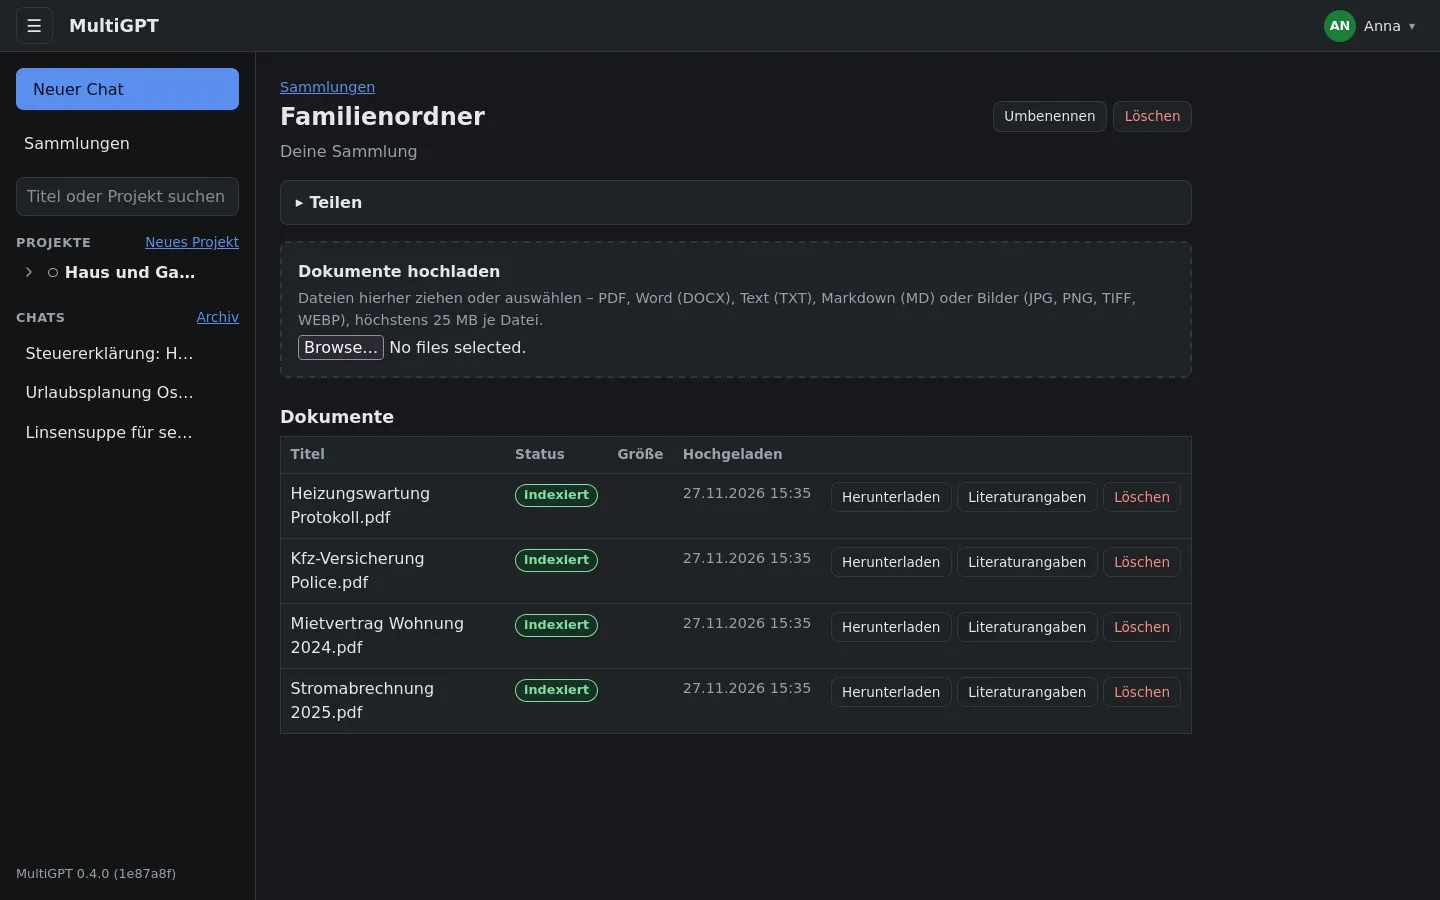 ☰ MultiGPT
AN Anna ▾
Neuer Chat
Sammlungen
Titel oder Projekt suchen
PROJEKTE Neues Projekt
Haus und Ga…
CHATS Archiv
Steuererklärung: H…
Urlaubsplanung Os…
Linsensuppe für se…
MultiGPT 0.4.0 (1e87a8f)
Sammlungen
Familienordner
Umbenennen Löschen
Deine Sammlung
▸ Teilen
Dokumente hochladen
Dateien hierher ziehen oder auswählen – PDF, Word (DOCX), Text (TXT), Markdown (MD) oder Bilder (JPG, PNG, TIFF,
WEBP), höchstens 25 MB je Datei.
Browse… No files selected.
Dokumente
Titel Status Größe Hochgeladen
Heizungswartung
Protokoll.pdf
indexiert 27.11.2026 15:35 Herunterladen Literaturangaben Löschen
Kfz-Versicherung
Police.pdf
indexiert 27.11.2026 15:35 Herunterladen Literaturangaben Löschen
Mietvertrag Wohnung
2024.pdf
indexiert 27.11.2026 15:35 Herunterladen Literaturangaben Löschen
Stromabrechnung
2025.pdf
indexiert 27.11.2026 15:35 Herunterladen Literaturangaben Löschen